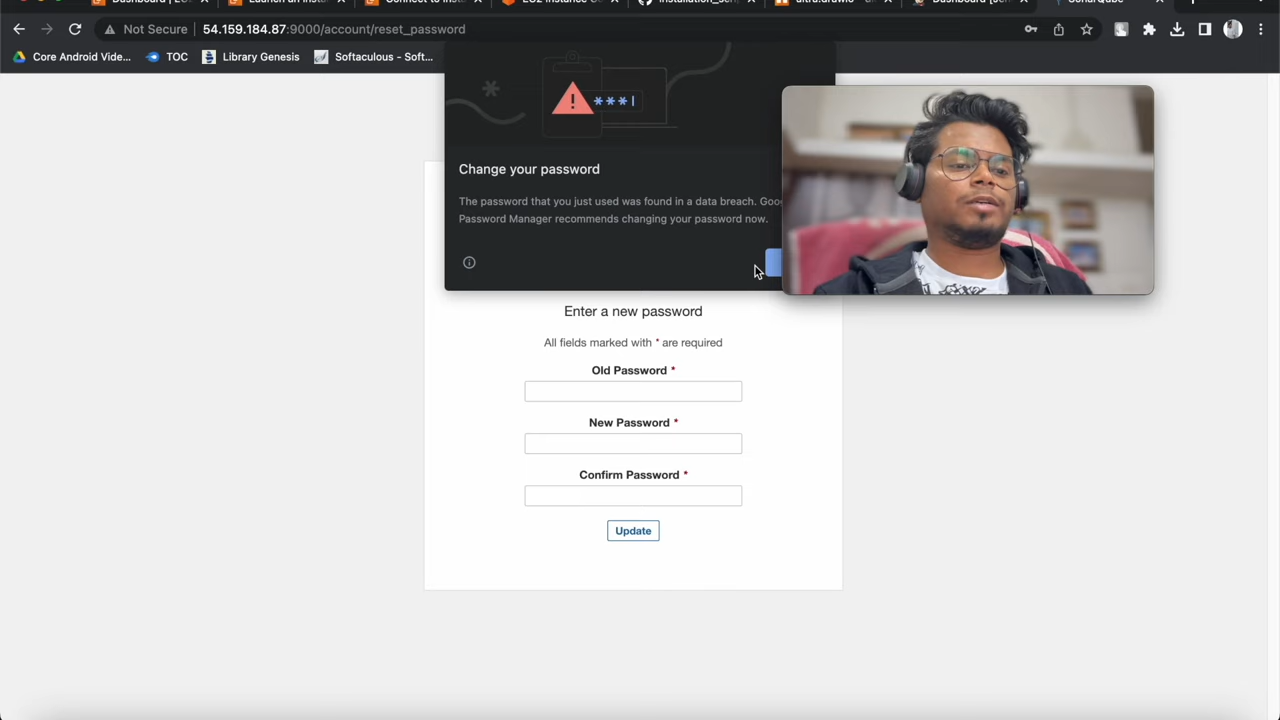 Not Secure 54.159.184.87:9000/account/reset_password
Core Android Vide... TOC Library Genesis Softaculous - Soft...
***
Change your password
The password that you just used was found in a data breach.
Password Manager recommends changing your password now.
Enter a new password
All fields marked with * are required
Old Password *
New Password *
Confirm Password *
Update